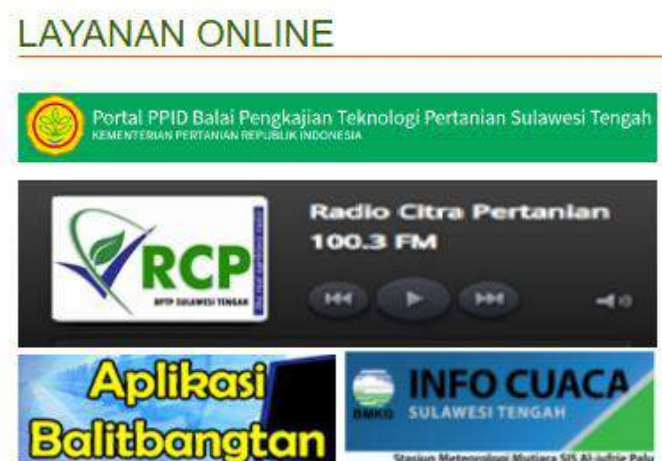 LAYANAN ONLINE
Portal PPID Balai Pengkajian Teknologi Pertanian Sulawesi Tengah
KEMENTERIAN PERTANIAN REPUBLIK INDONESIA
Radio Citra Pertanian
100.3 FM
RCP
BPTP SULAWESI TENGAH
Aplikasi
Balitbangtan
INFO CUACA
BMKG SULAWESI TENGAH
Stasiun Meteorologi Mutiara SIS Al-Jufrie Palu